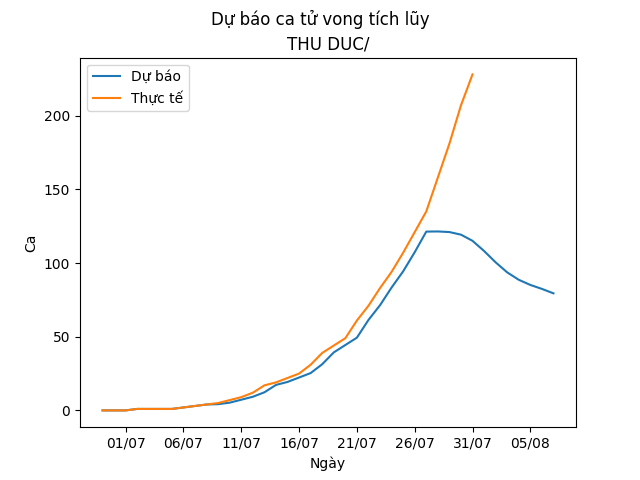 Dự báo ca tử vong tích lũy
THU DUC/
Dự báo
Thực tế
200
150
100
50
0
Ca
01/07 06/07 11/07 16/07 21/07 26/07 31/07 05/08
Ngày